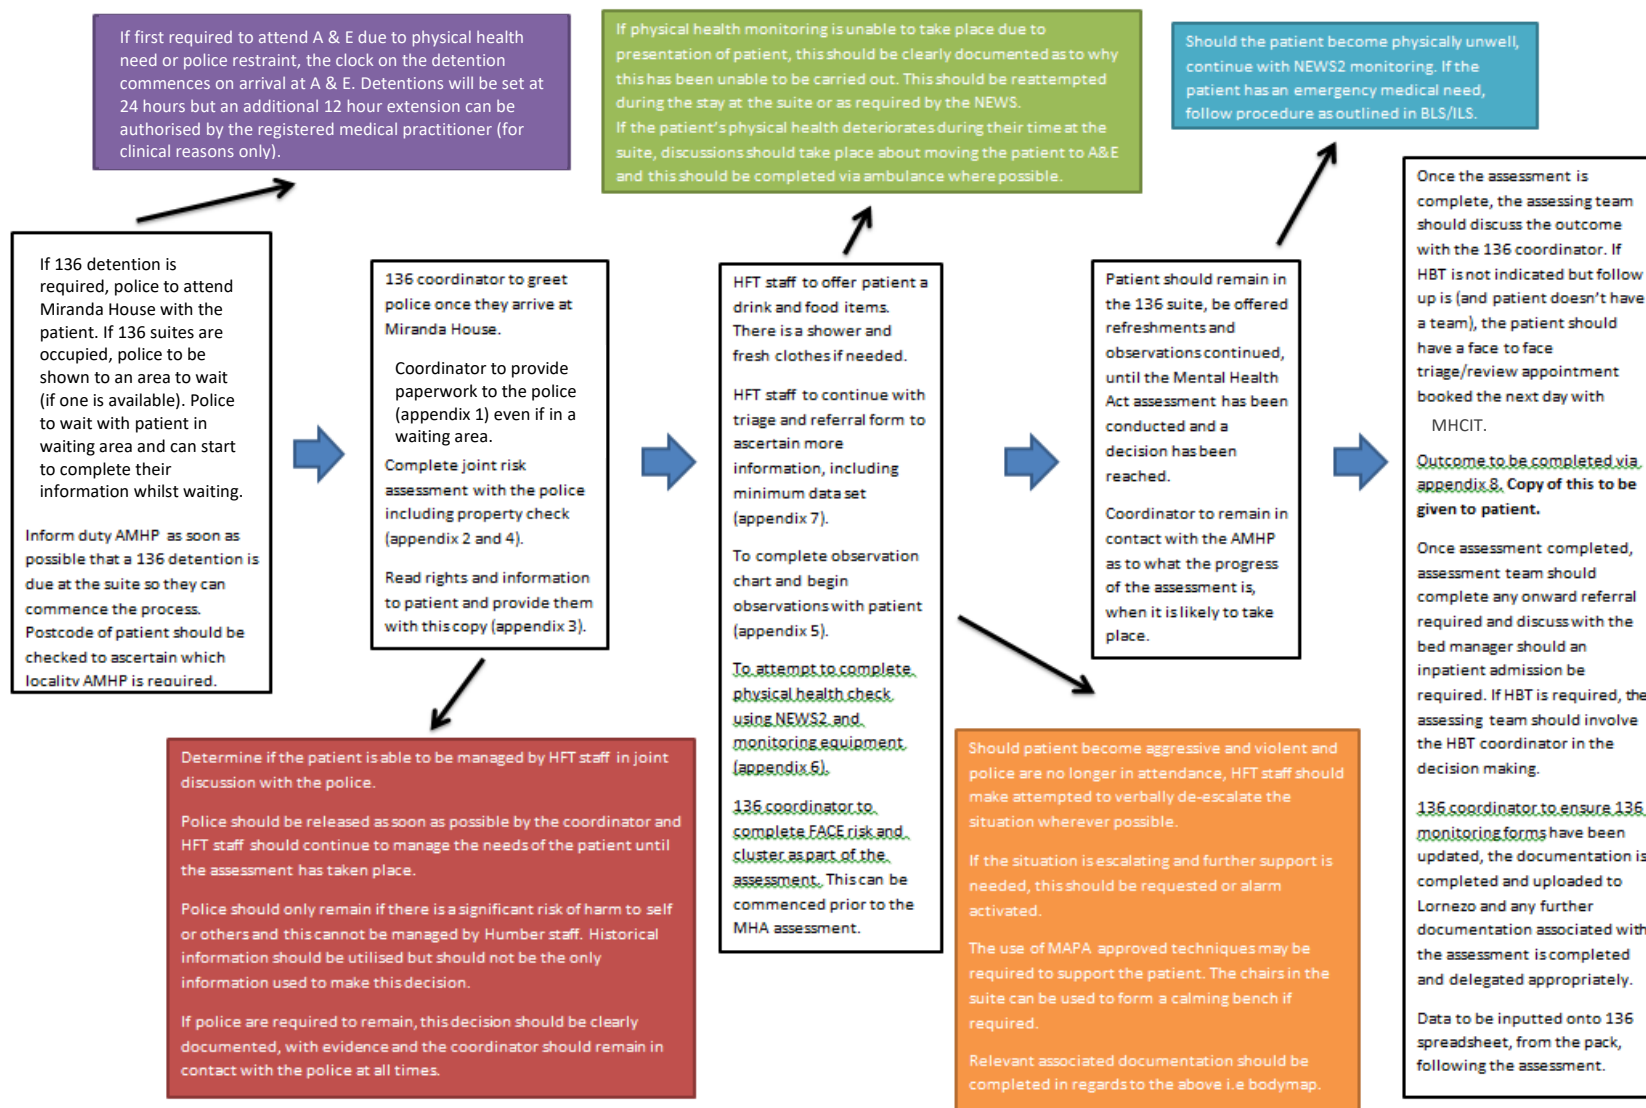 If first required to attend A & E due to physical health
need or police restraint, the clock on the detention
commences on arrival at A & E. Detentions will be set at
24 hours but an additional 12 hour extension can be
authorised by the registered medical practitioner (for
clinical reasons only).
If physical health monitoring is unable to take place due to
presentation of patient, this should be clearly documented as to why
this has been unable to be carried out. This should be reattempted
during the stay at the suite or as required by the NEWS.
If the patient's physical health deteriorates during their time at the
suite, discussions should take place about moving the patient to A&E
and this should be completed via ambulance where possible.
Should the patient become physically unwell,
continue with NEWS2 monitoring. If the
patient has an emergency medical need,
follow procedure as outlined in BLS/ILS.
If 136 detention is
required, police to attend
Miranda House with the
patient. If 136 suites are
occupied, police to be
shown to an area to wait
(if one is available). Police
to wait with patient in
waiting area and can start
to complete their
information whilst waiting.
Inform duty AMHP as soon as
possible that a 136 detention is
due at the suite so they can
commence the process.
Postcode of patient should be
checked to ascertain which
locality AMHP is required.
136 coordinator to greet
police once they arrive at
Miranda House.
Coordinator to provide
paperwork to the police
(appendix 1) even if in a
waiting area.
Complete joint risk
assessment with the police
including property check
(appendix 2 and 4).
Read rights and information
to patient and provide them
with this copy (appendix 3).
HFT staff to offer patient a
drink and food items.
There is a shower and
fresh clothes if needed.
HFT staff to continue with
triage and referral form to
ascertain more
information, including
minimum data set
(appendix 7).
To complete observation
chart and begin
observations with patient
(appendix 5).
To attempt to complete
physical health check
using NEWS2 and
monitoring equipment
(appendix 6).
136 coordinator to
complete FACE risk and
cluster as part of the
assessment. This can be
commenced prior to the
MHA assessment.
Patient should remain in
the 136 suite, be offered
refreshments and
observations continued,
until the Mental Health
Act assessment has been
conducted and a
decision has been
reached.
Coordinator to remain in
contact with the AMHP
as to what the progress
of the assessment is,
when it is likely to take
place.
Once the assessment is
complete, the assessing team
should discuss the outcome
with the 136 coordinator. If
HBT is not indicated but follow
up is (and patient doesn't have
a team), the patient should
have a face to face
triage/review appointment
booked the next day with
MHCIT.
Outcome to be completed via
appendix 8. Copy of this to be
given to patient.
Once assessment completed,
assessment team should
complete any onward referral
required and discuss with the
bed manager should an
inpatient admission be
required. If HBT is required, the
assessing team should involve
the HBT coordinator in the
decision making.
136 coordinator to ensure 136
monitoring forms have been
updated, the documentation is
completed and uploaded to
Lornezo and any further
documentation associated with
the assessment is completed
and delegated appropriately.
Data to be inputted onto 136
spreadsheet, from the pack,
following the assessment.
Determine if the patient is able to be managed by HFT staff in joint
discussion with the police.
Police should be released as soon as possible by the coordinator and
HFT staff should continue to manage the needs of the patient until
the assessment has taken place.
Police should only remain if there is a significant risk of harm to self
or others and this cannot be managed by Humber staff. Historical
information should be utilised but should not be the only
information used to make this decision.
If police are required to remain, this decision should be clearly
documented, with evidence and the coordinator should remain in
contact with the police at all times.
Should patient become aggressive and violent and
police are no longer in attendance, HFT staff should
make attempted to verbally de-escalate the
situation wherever possible.
If the situation is escalating and further support is
needed, this should be requested or alarm
activated.
The use of MAPA approved techniques may be
required to support the patient. The chairs in the
suite can be used to form a calming bench if
required.
Relevant associated documentation should be
completed in regards to the above i.e bodymap.